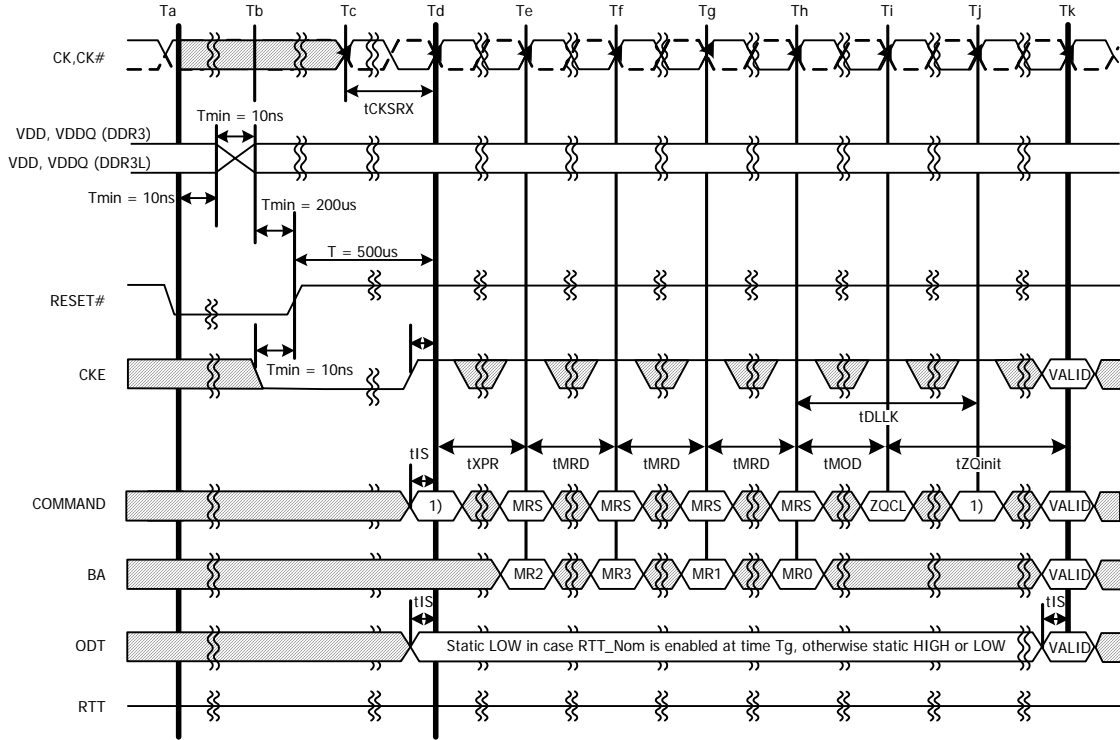 Ta Tb Tc Td Te Tf Tg Th Ti Tj Tk
CK,CK#
tCKSRX
Tmin = 10ns
VDD, VDDQ (DDR3)
VDD, VDDQ (DDR3L)
Tmin = 10ns
Tmin = 200us
T = 500us
RESET#
Tmin = 10ns
CKE
VALID
tDLLK
tIS
tXPR tMRD tMRD tMRD tMOD tZQinit
COMMAND 1) MRS MRS MRS MRS ZQCL 1) VALID
BA MR2 MR3 MR1 MR0 VALID
tIS tIS
ODT Static LOW in case RTT_Nom is enabled at time Tg, otherwise static HIGH or LOW VALID
RTT